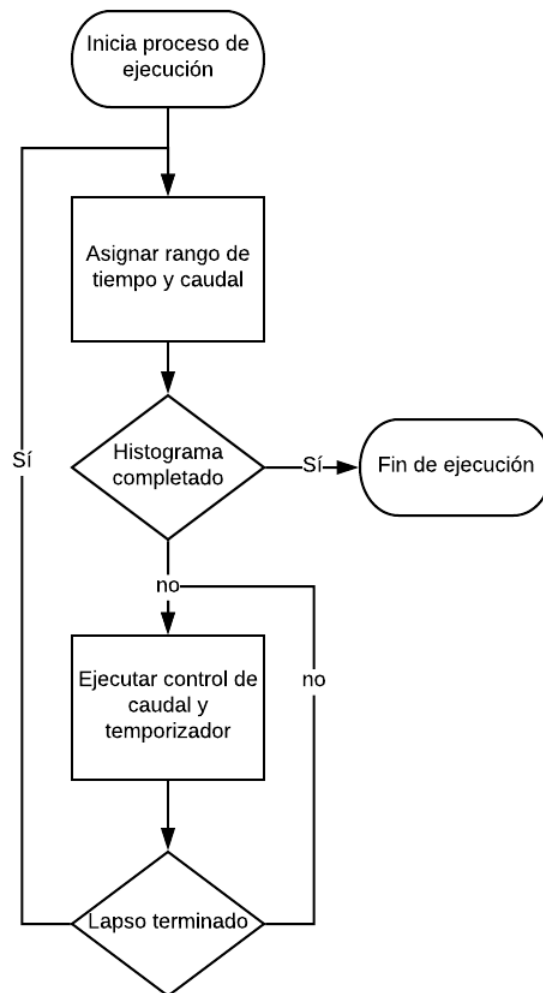 Inicia proceso de
ejecución
Asignar rango de
tiempo y caudal
Histograma
completado
Sí
Fin de ejecución
Sí
no
Ejecutar control de
caudal y
temporizador
no
Lapso terminado